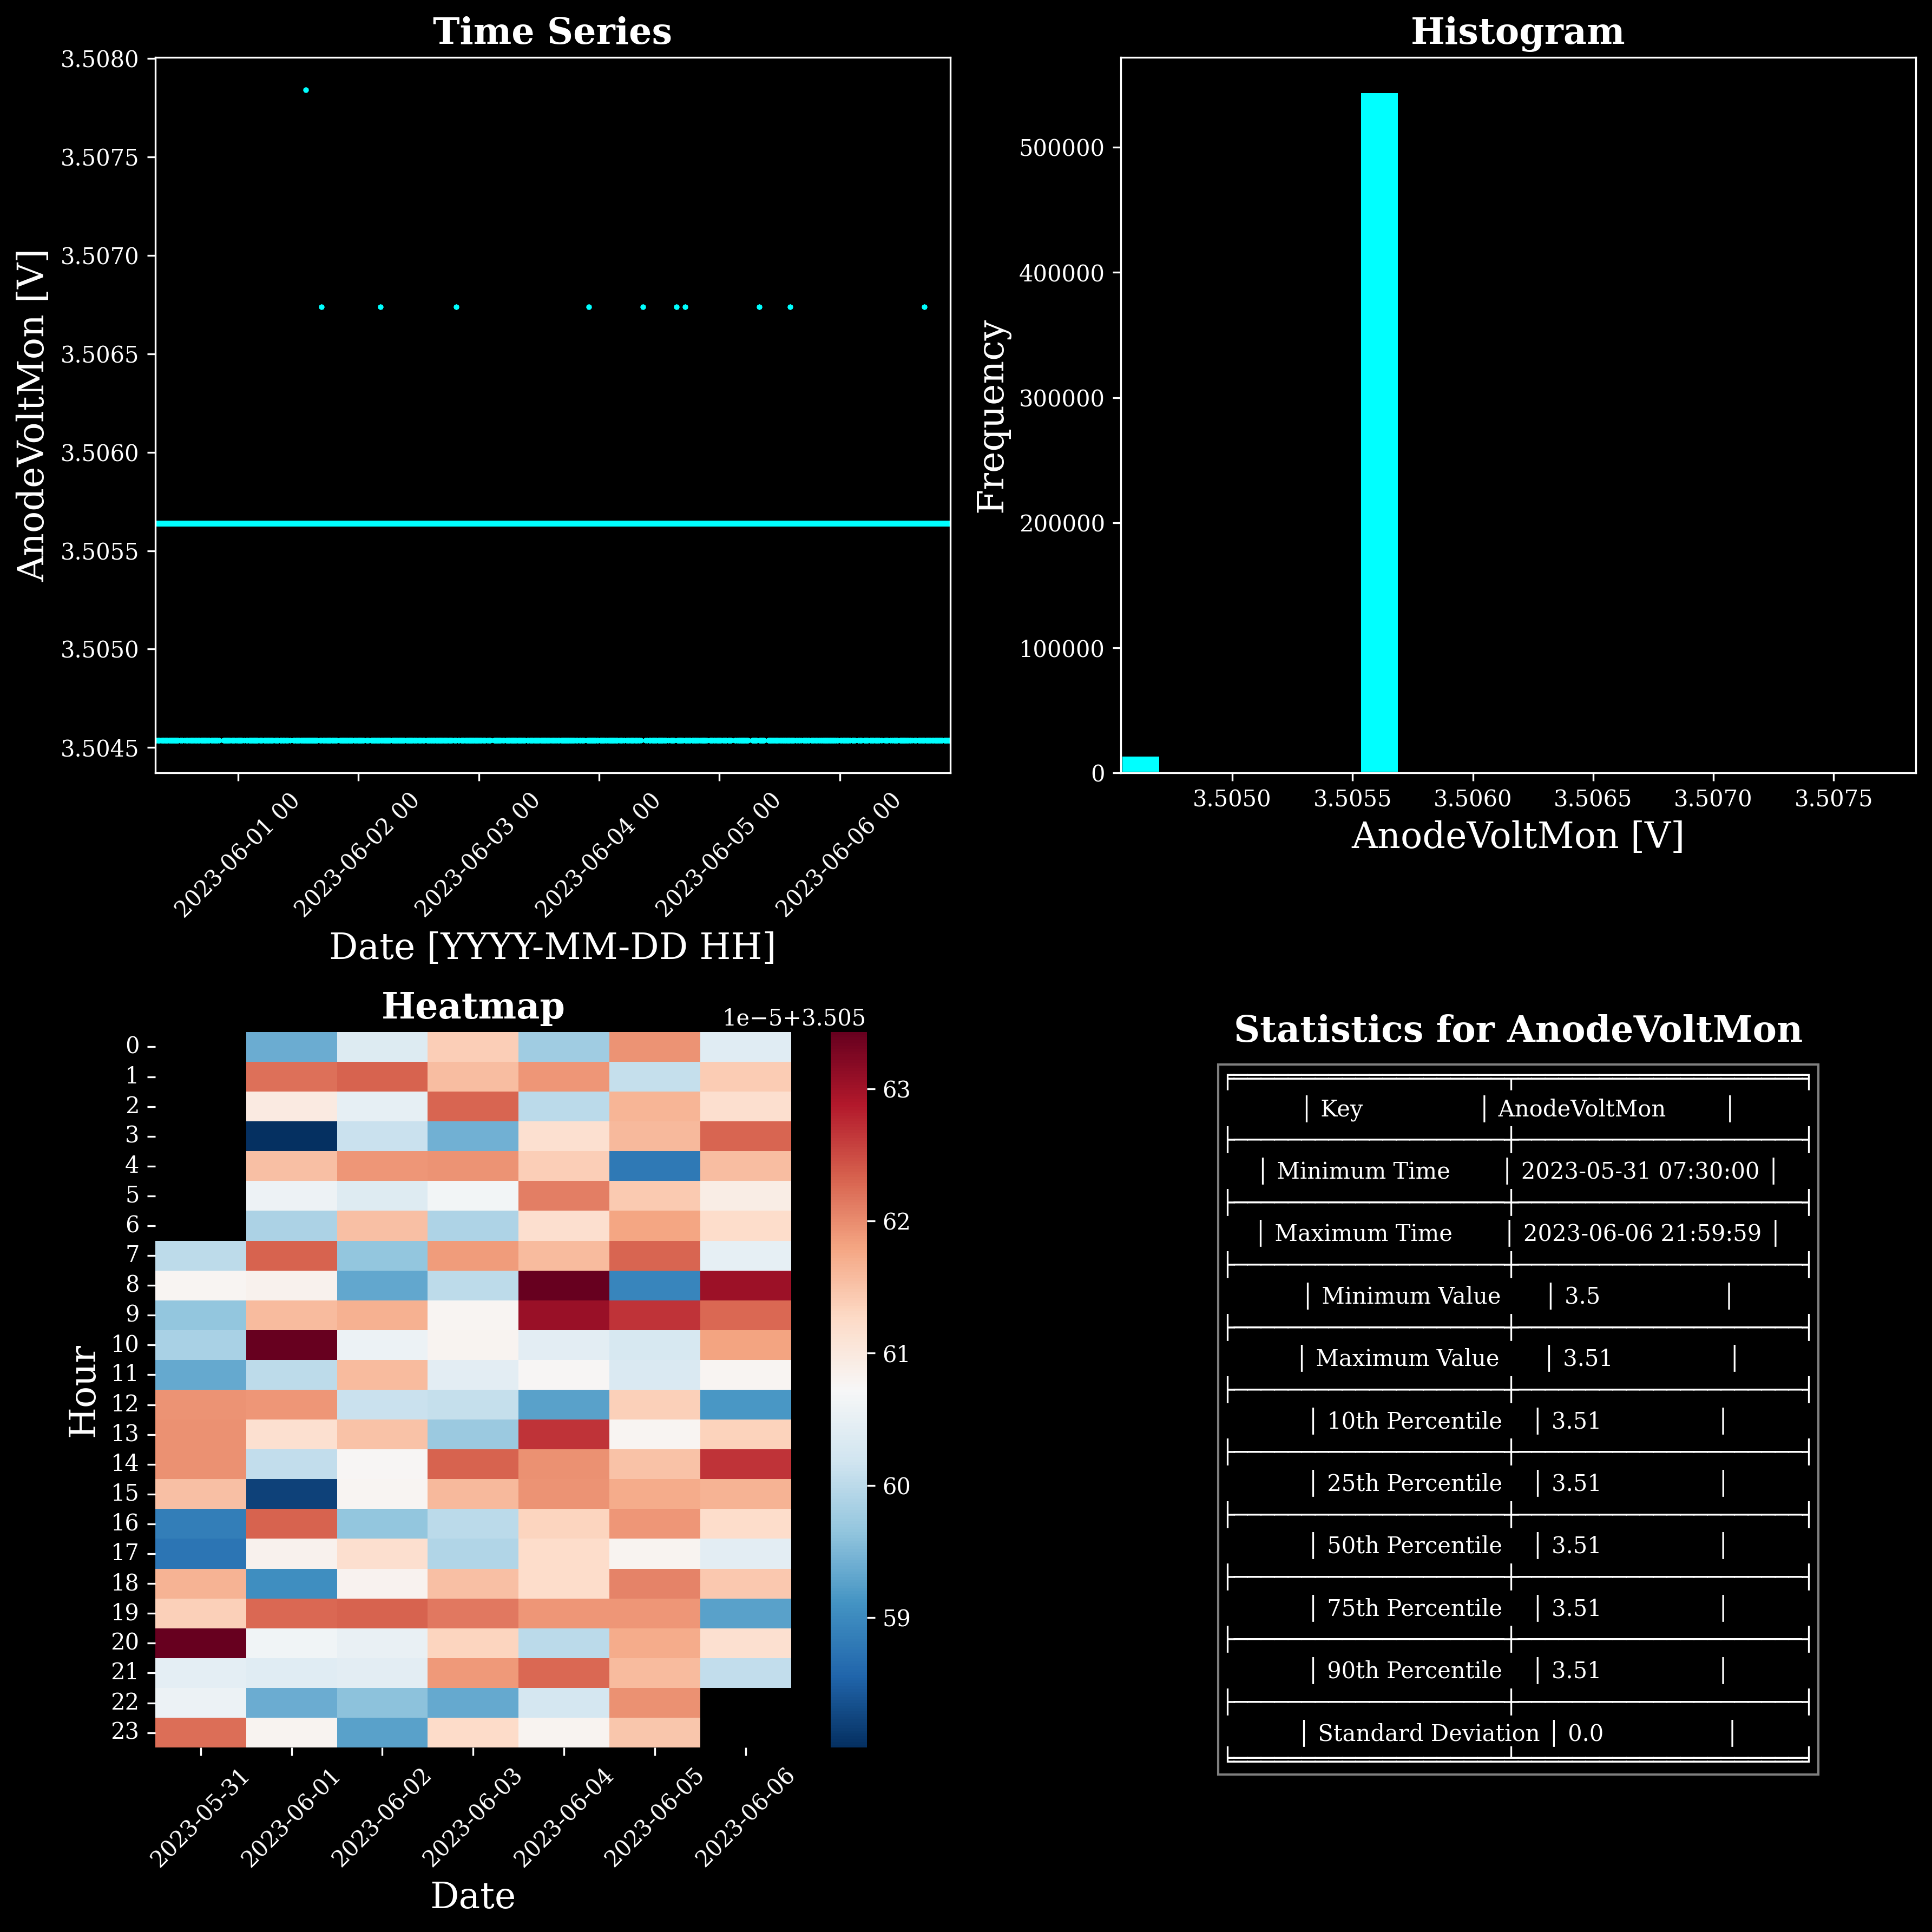 Time Series
3.5080
3.5075
3.5070
3.5065
3.5060
3.5055
3.5050
3.5045
AnodeVoltMon [V]
2023-06-01 00
2023-06-02 00
2023-06-03 00
2023-06-04 00
2023-06-05 00
2023-06-06 00
Date [YYYY-MM-DD HH]
Histogram
500000
400000
300000
200000
100000
0
Frequency
3.5050 3.5055 3.5060 3.5065 3.5070 3.5075
AnodeVoltMon [V]
Heatmap
1e−5+3.505
0
1
2
3
4
5
6
7
8
9
10
11
12
13
14
15
16
17
18
19
20
21
22
23
Hour
2023-05-31
2023-06-01
2023-06-02
2023-06-03
2023-06-04
2023-06-05
2023-06-06
Date
63
62
61
60
59
Statistics for AnodeVoltMon
| Key | AnodeVoltMon |
| Minimum Time | 2023-05-31 07:30:00 |
| Maximum Time | 2023-06-06 21:59:59 |
| Minimum Value | 3.5 |
| Maximum Value | 3.51 |
| 10th Percentile | 3.51 |
| 25th Percentile | 3.51 |
| 50th Percentile | 3.51 |
| 75th Percentile | 3.51 |
| 90th Percentile | 3.51 |
| Standard Deviation | 0.0 |